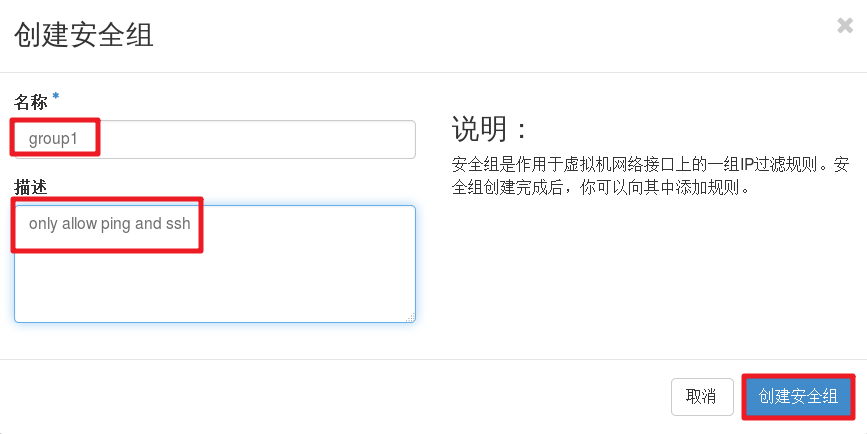 创建安全组
名称 *
group1
描述
only allow ping and ssh
说明：
安全组是作用于虚拟机网络接口上的一组IP过滤规则。安
全组创建完成后，你可以向其中添加规则。
取消
创建安全组